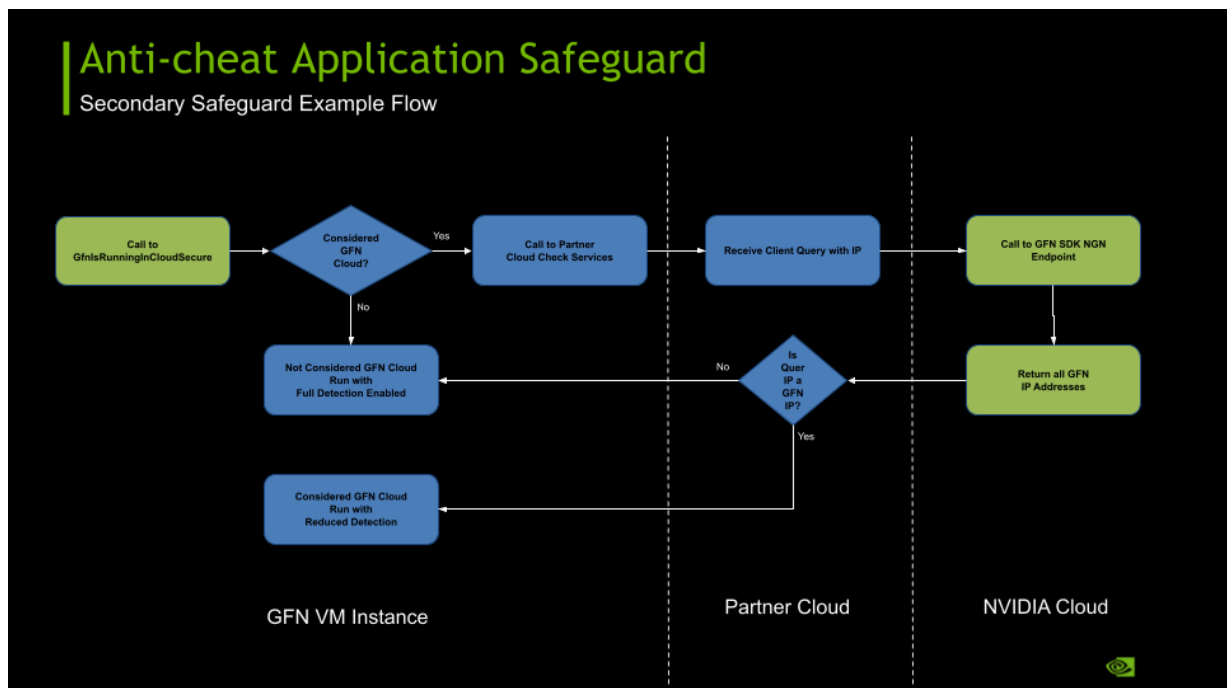 Anti-cheat Application Safeguard
Secondary Safeguard Example Flow
Call to
GfnIsRunningInCloudSecure
Considered
GFN
Cloud?
Yes
Call to Partner
Cloud Check Services
Receive Client Query with IP
Call to GFN SDK NGN
Endpoint
No
Not Considered GFN Cloud
Run with
Full Detection Enabled
No
Is
Quer
IP a
GFN
IP?
Return all GFN
IP Addresses
Yes
Considered GFN Cloud
Run with
Reduced Detection
GFN VM Instance
Partner Cloud
NVIDIA Cloud